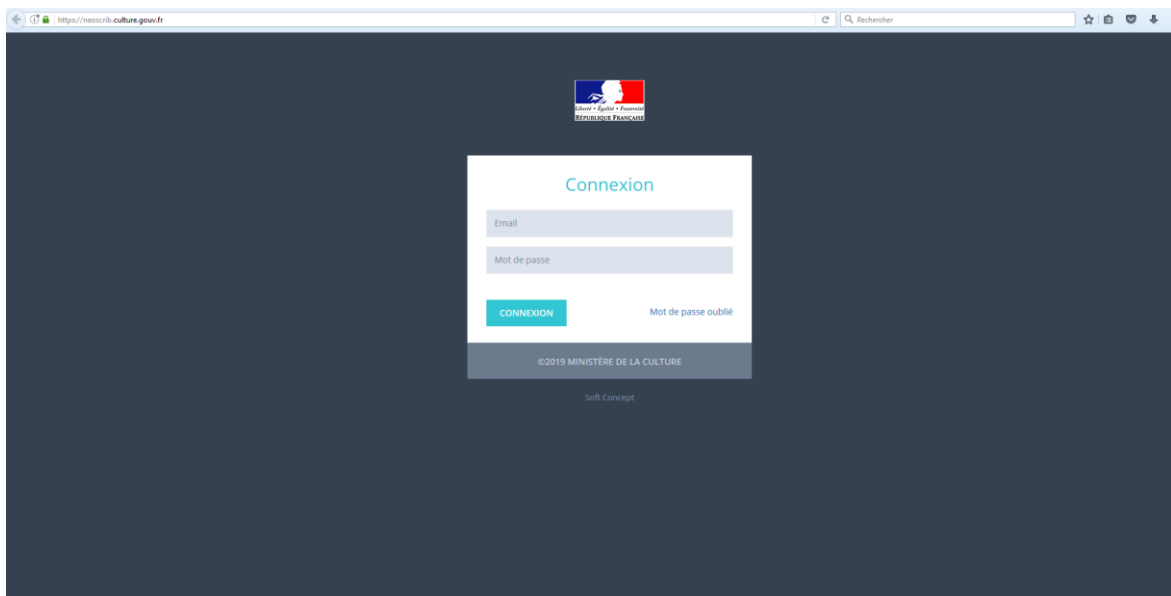 https://neoscrib.culture.gouv.fr
Rechercher
Liberté • Égalité • Fraternité
RÉPUBLIQUE FRANÇAISE
Connexion
Email
Mot de passe
CONNEXION
Mot de passe oublié
©2019 MINISTÈRE DE LA CULTURE
Soft Concept